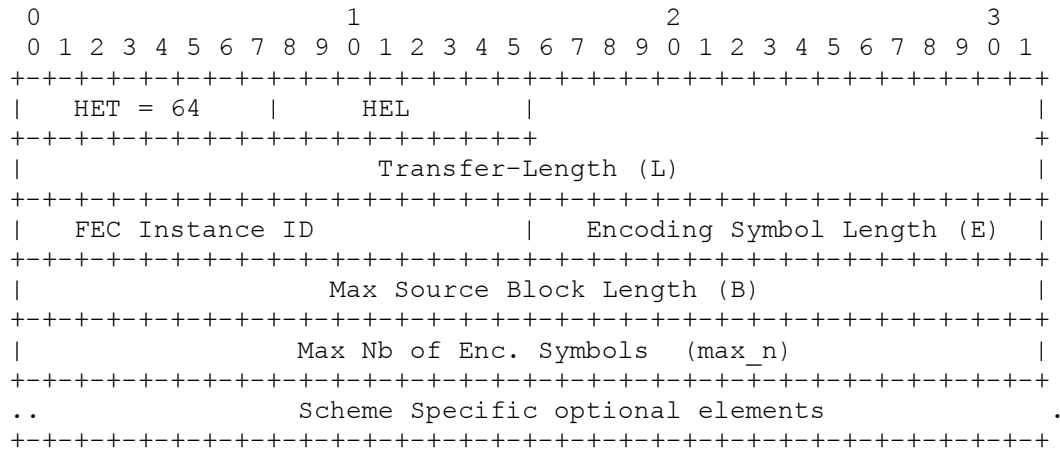 0                   1                   2                   3
 0 1 2 3 4 5 6 7 8 9 0 1 2 3 4 5 6 7 8 9 0 1 2 3 4 5 6 7 8 9 0 1
+-+-+-+-+-+-+-+-+-+-+-+-+-+-+-+-+-+-+-+-+-+-+-+-+-+-+-+-+-+-+-+-+
|   HET = 64    |     HEL       |                               |
+-+-+-+-+-+-+-+-+-+-+-+-+-+-+-+-+                               +
|                      Transfer-Length (L)                      |
+-+-+-+-+-+-+-+-+-+-+-+-+-+-+-+-+-+-+-+-+-+-+-+-+-+-+-+-+-+-+-+-+
|   FEC Instance ID             |   Encoding Symbol Length (E)  |
+-+-+-+-+-+-+-+-+-+-+-+-+-+-+-+-+-+-+-+-+-+-+-+-+-+-+-+-+-+-+-+-+
|                   Max Source Block Length (B)                 |
+-+-+-+-+-+-+-+-+-+-+-+-+-+-+-+-+-+-+-+-+-+-+-+-+-+-+-+-+-+-+-+-+
|                 Max Nb of Enc. Symbols  (max_n)               |
+-+-+-+-+-+-+-+-+-+-+-+-+-+-+-+-+-+-+-+-+-+-+-+-+-+-+-+-+-+-+-+-+
..                Scheme Specific optional elements              .
+-+-+-+-+-+-+-+-+-+-+-+-+-+-+-+-+-+-+-+-+-+-+-+-+-+-+-+-+-+-+-+-+